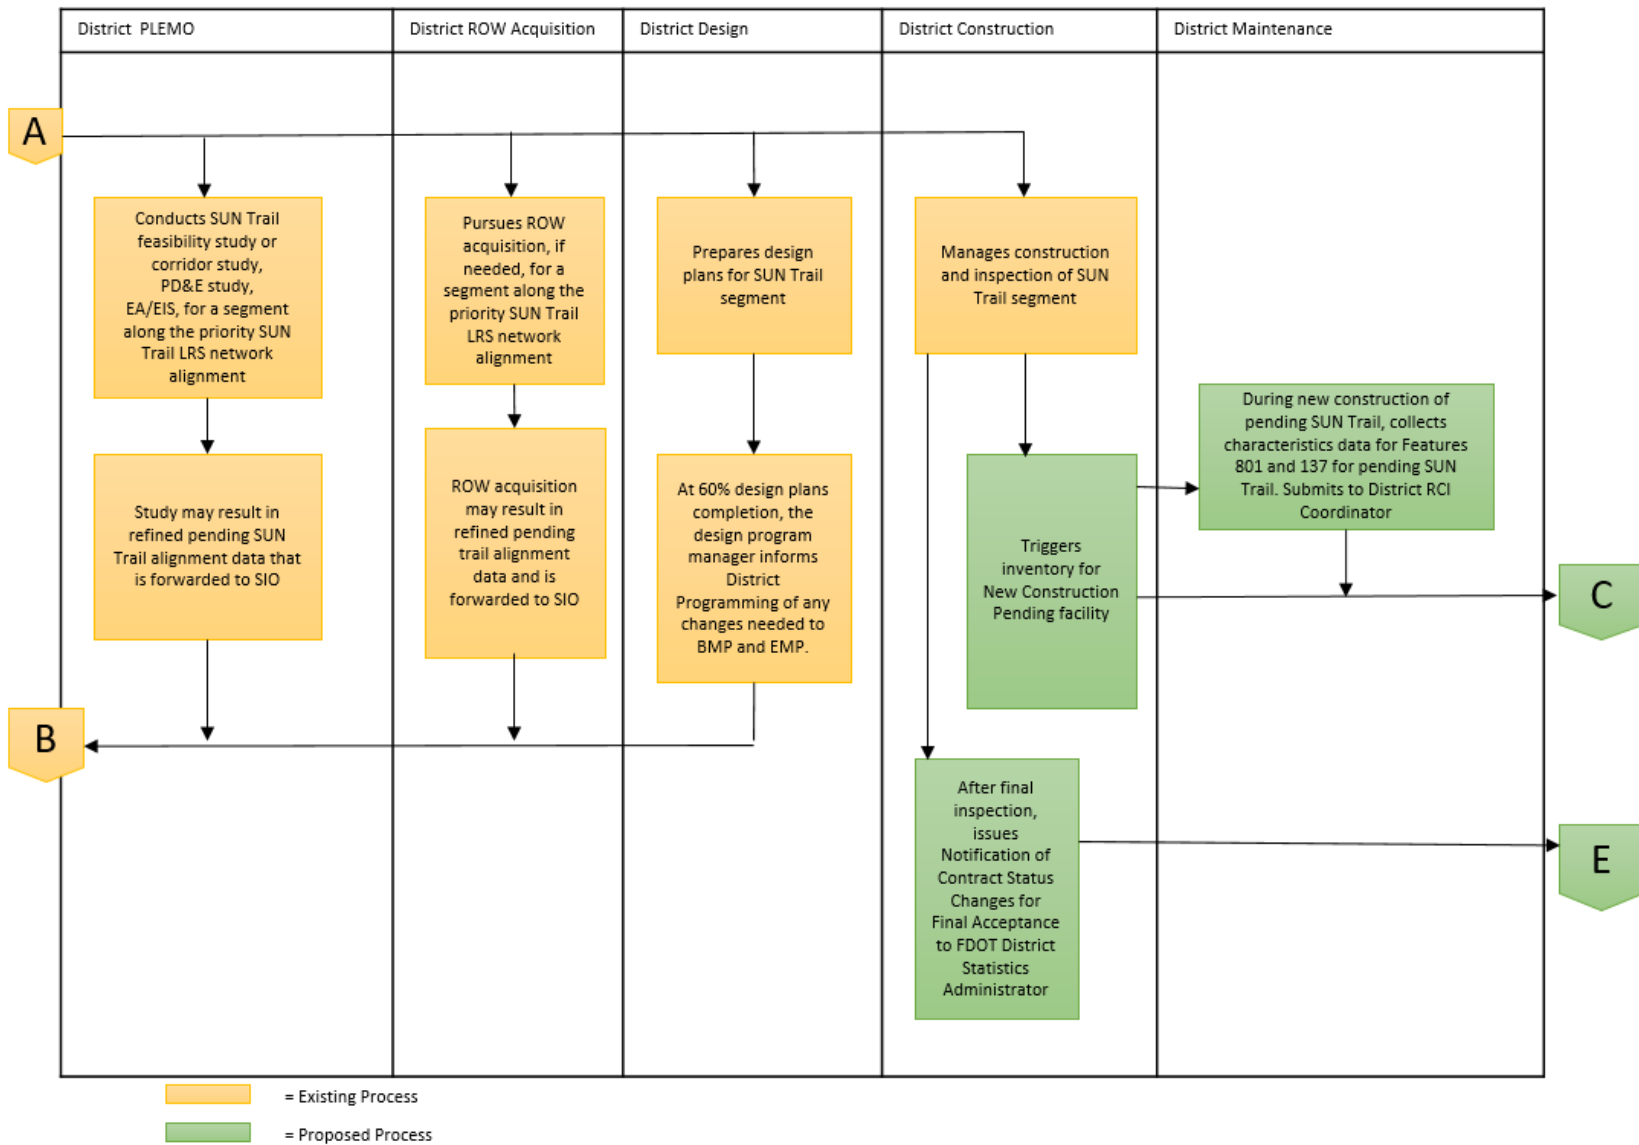 District PLEMO
District ROW Acquisition
District Design
District Construction
District Maintenance
A
Conducts SUN Trail
feasibility study or
corridor study,
PD&E study,
EA/EIS, for a segment
along the priority SUN
Trail LRS network
alignment
Pursues ROW
acquisition, if
needed, for a
segment along the
priority SUN Trail
LRS network
alignment
Prepares design
plans for SUN Trail
segment
Manages construction
and inspection of SUN
Trail segment
During new construction of
pending SUN Trail, collects
characteristics data for Features
801 and 137 for pending SUN
Trail. Submits to District RCI
Coordinator
Study may result in
refined pending SUN
Trail alignment data that
is forwarded to SIO
ROW acquisition
may result in
refined pending
trail alignment
data and is
forwarded to SIO
At 60% design plans
completion, the
design program
manager informs
District
Programming of any
changes needed to
BMP and EMP.
Triggers
inventory for
New Construction
Pending facility
C
B
After final
inspection,
issues
Notification of
Contract Status
Changes for
Final Acceptance
to FDOT District
Statistics
Administrator
E
= Existing Process
= Proposed Process